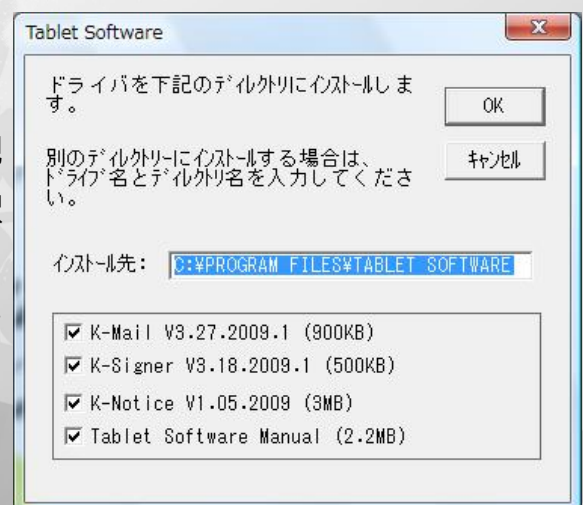 Tablet Software
ドライバを下記のディレクトリにインストールしま
す。
OK
別のディレクトリーにインストールする場合は、
ドライブ名とディレクトリ名を入力してくださ
い。
キャンセル
インストール先:
C:¥PROGRAM FILES¥TABLET SOFTWARE
K-Mail V3.27.2009.1 (900KB)
K-Signer V3.18.2009.1 (500KB)
K-Notice V1.05.2009 (3MB)
Tablet Software Manual (2.2MB)